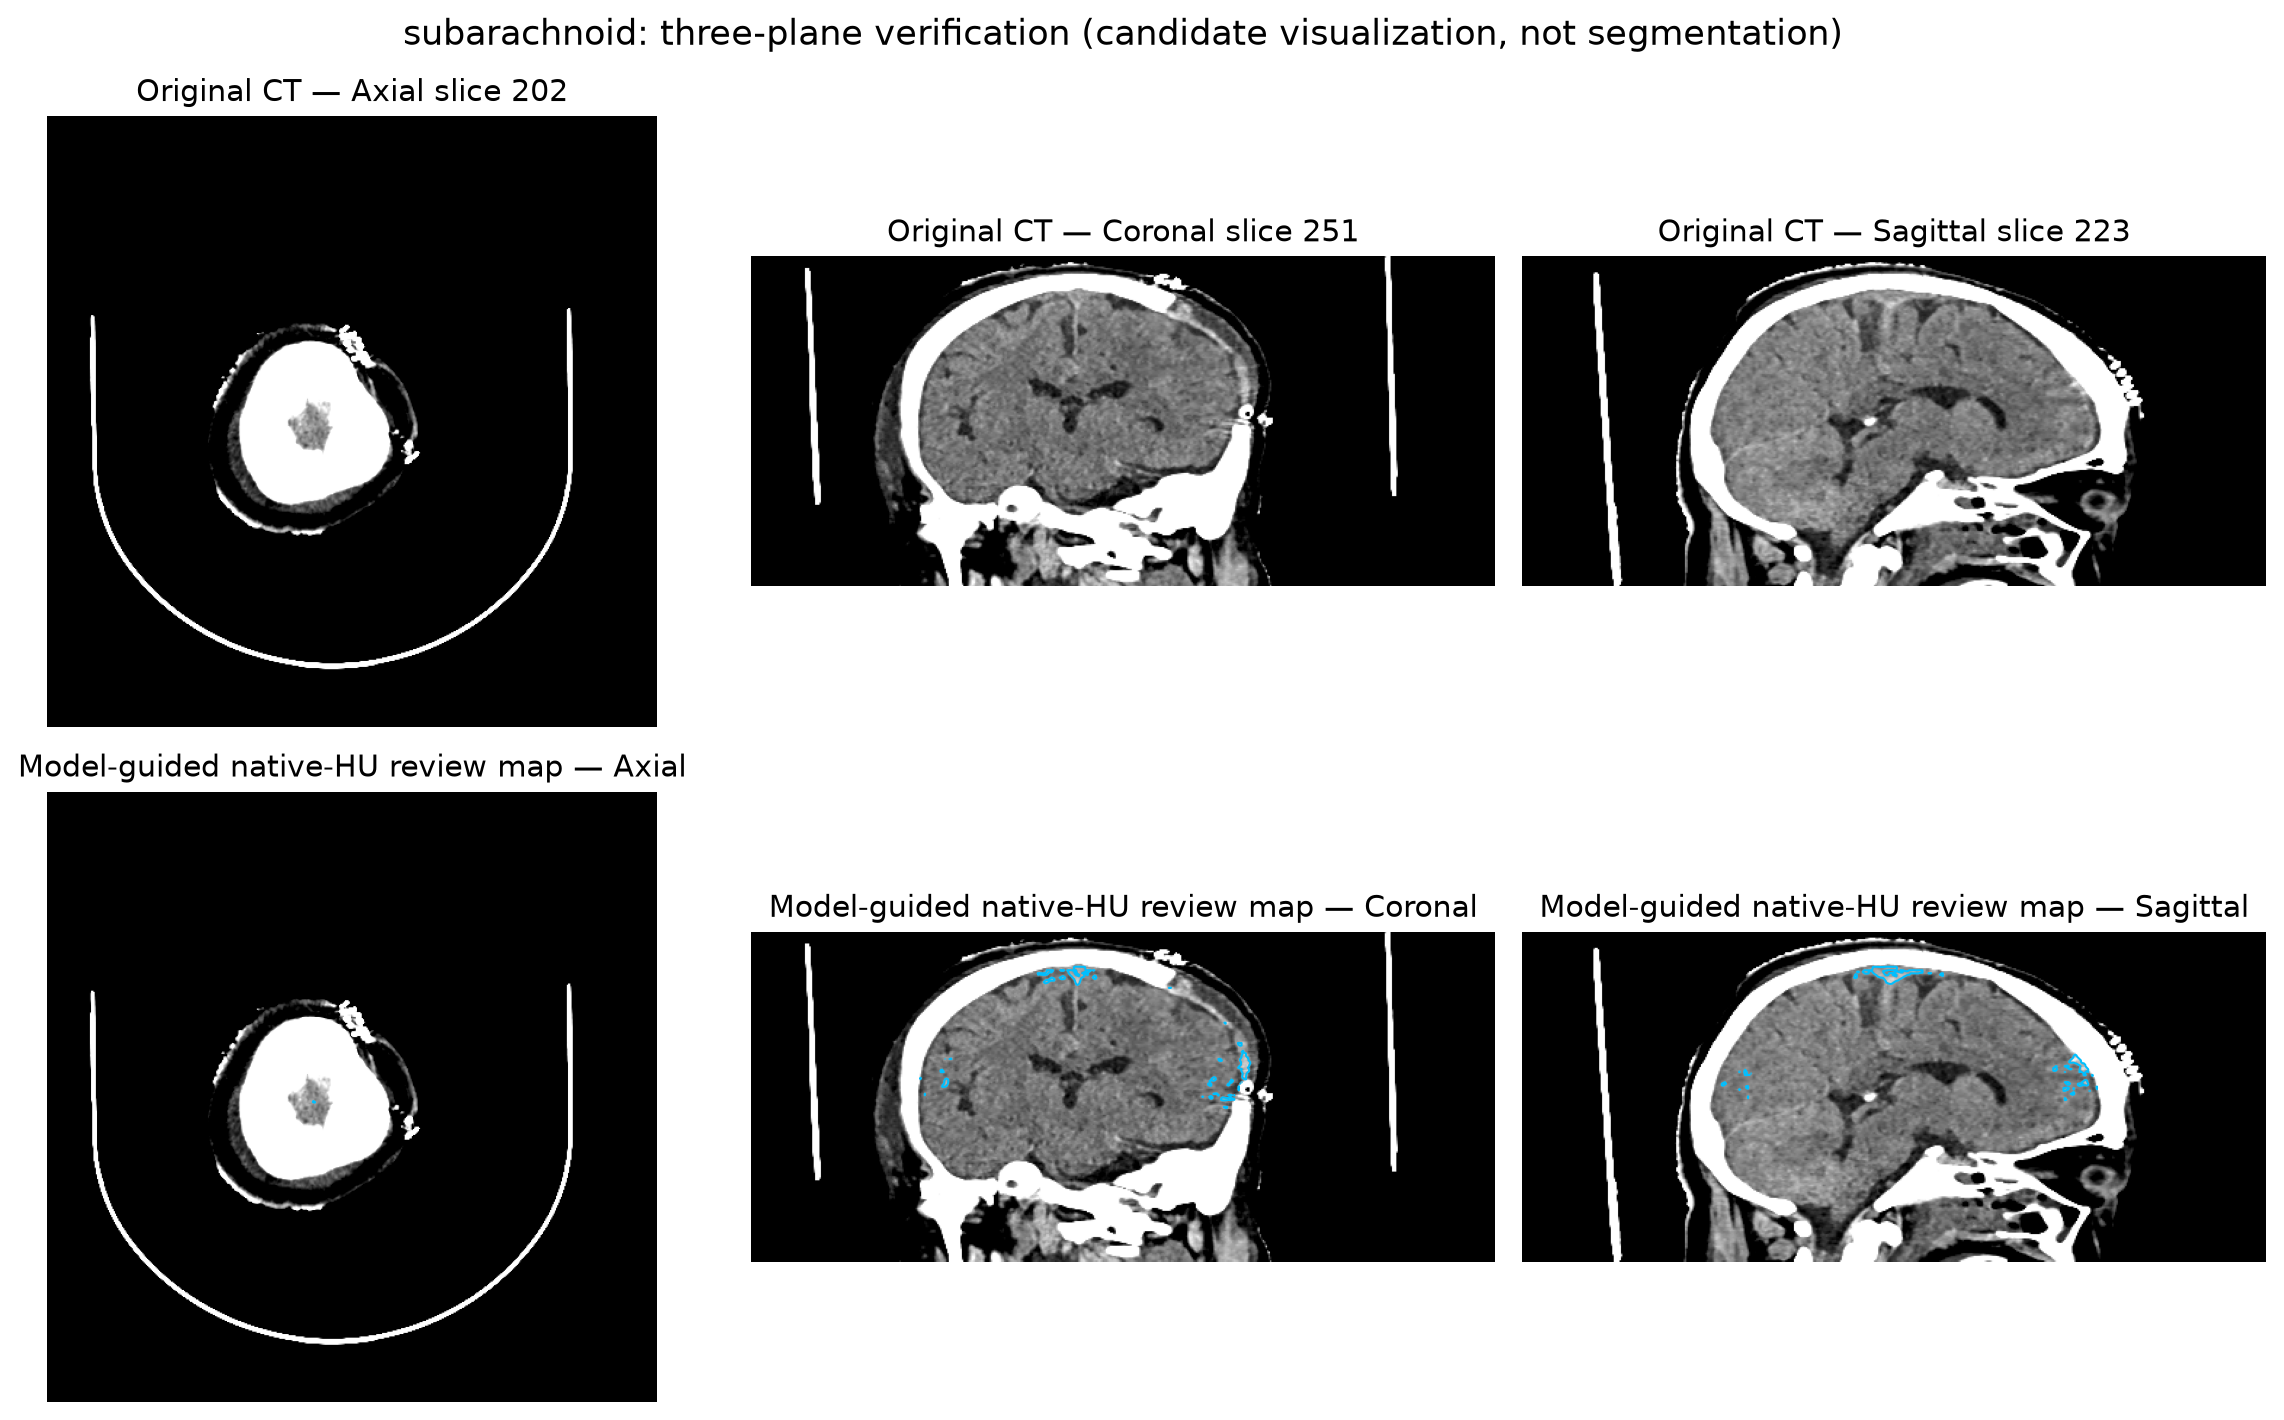 subarachnoid: three-plane verification (candidate visualization, not segmentation)
Original CT — Axial slice 202
Original CT — Coronal slice 251
Original CT — Sagittal slice 223
Model-guided native-HU review map — Axial
Model-guided native-HU review map — Coronal
Model-guided native-HU review map — Sagittal